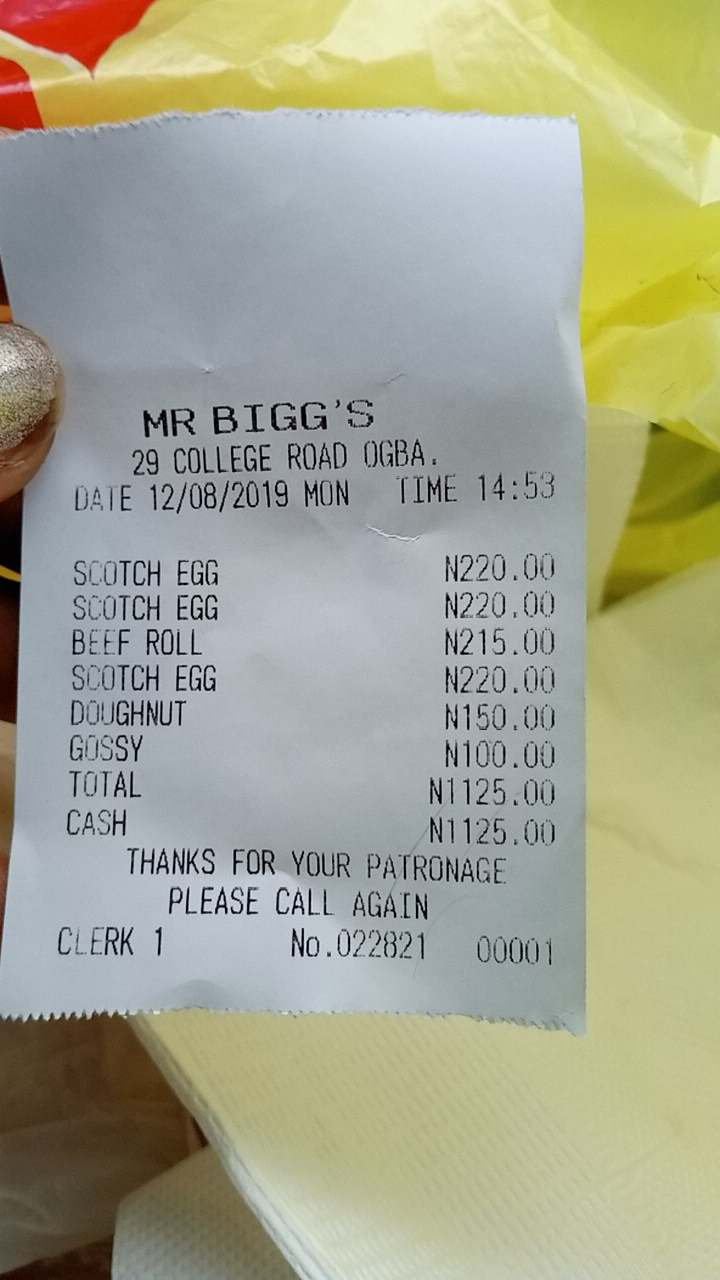 MR BIGG'S
29 COLLEGE ROAD OGBA.
DATE 12/08/2019 MON TIME 14:53
SCOTCH EGG N220.00
SCOTCH EGG N220.00
BEEF ROLL N215.00
SCOTCH EGG N220.00
DOUGHNUT N150.00
GOSSY N100.00
TOTAL N1125.00
CASH N1125.00
THANKS FOR YOUR PATRONAGE
PLEASE CALL AGAIN
CLERK 1 No.022821 00001